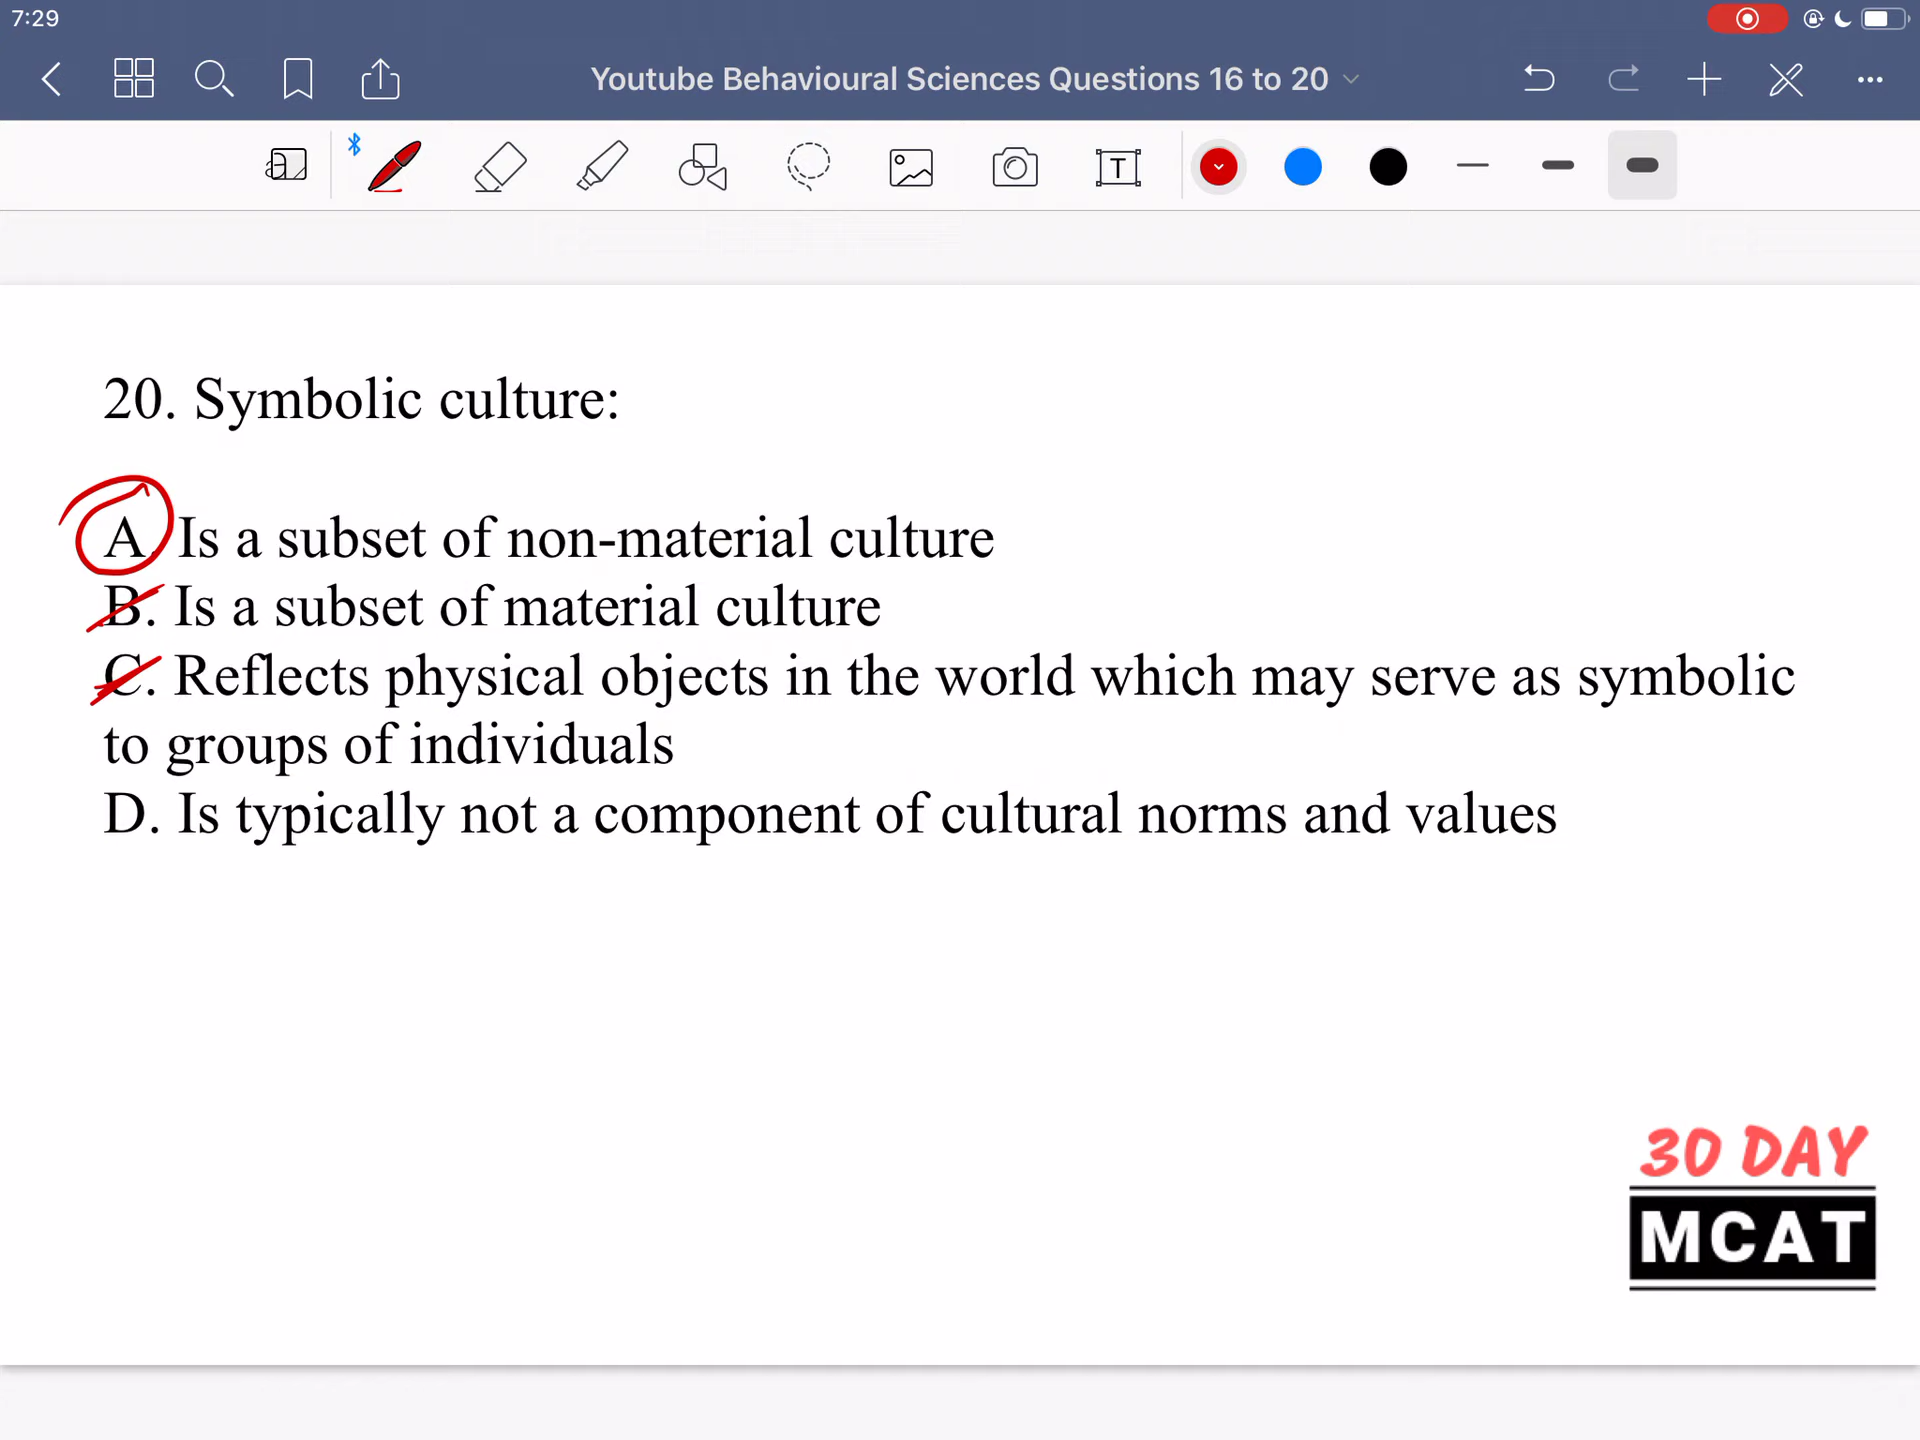 7:29
Youtube Behavioural Sciences Questions 16 to 20
20. Symbolic culture:
A. Is a subset of non-material culture
B. Is a subset of material culture
C. Reflects physical objects in the world which may serve as symbolic
to groups of individuals
D. Is typically not a component of cultural norms and values
30 DAY
MCAT